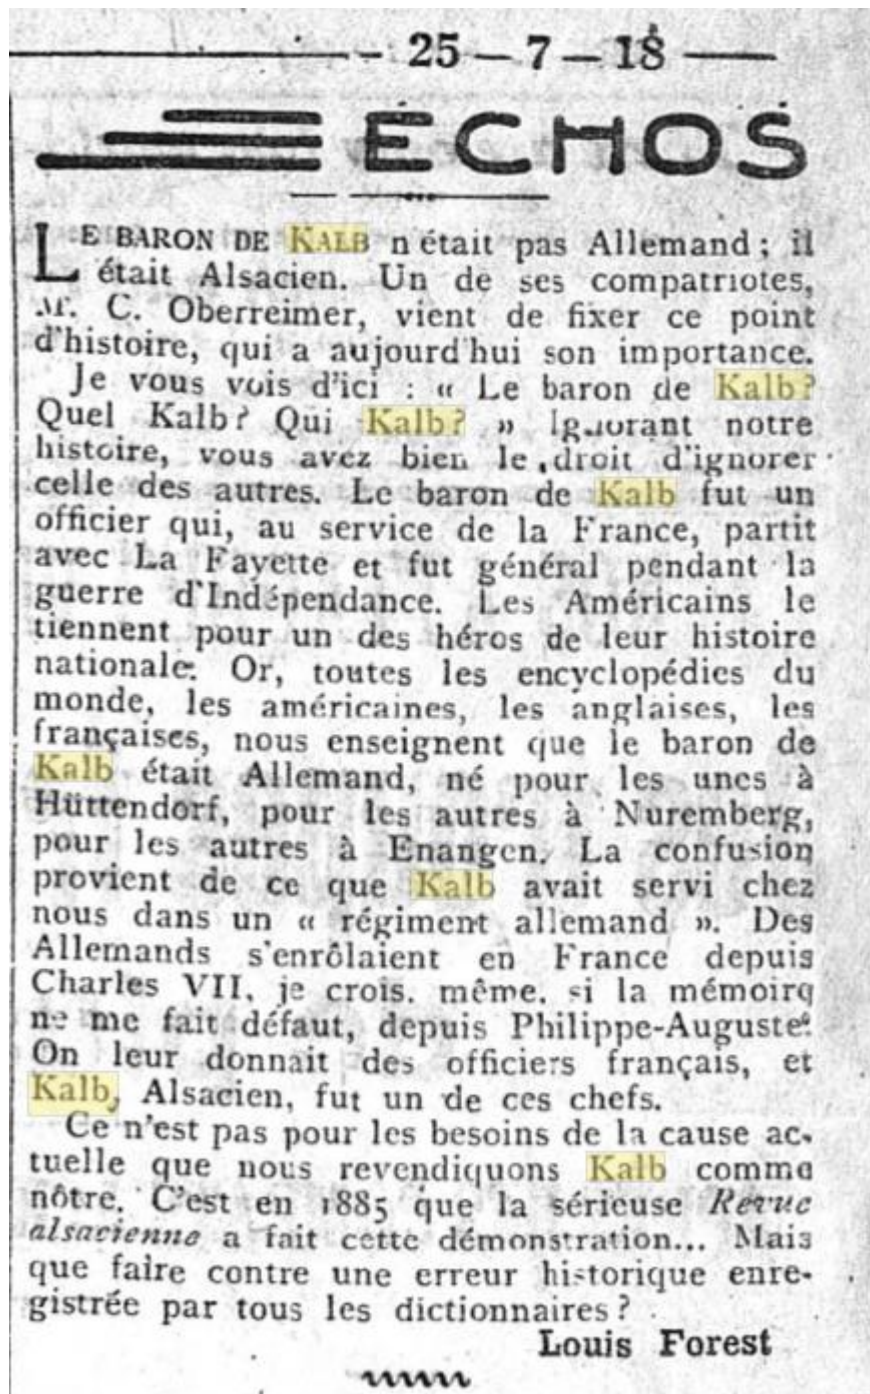 25 — 7 — 18
ECHOS
LE BARON DE KALB n'était pas Allemand ; il
était Alsacien. Un de ses compatriotes,
M. C. Oberreimer, vient de fixer ce point
d'histoire, qui a aujourd'hui son importance.
Je vous vois d'ici : « Le baron de Kalb ?
Quel Kalb ? Qui Kalb ? » Ignorant notre
histoire, vous avez bien le droit d'ignorer
celle des autres. Le baron de Kalb fut un
officier qui, au service de la France, partit
avec La Fayette et fut général pendant la
guerre d'Indépendance. Les Américains le
tiennent pour un des héros de leur histoire
nationale. Or, toutes les encyclopédies du
monde, les américaines, les anglaises, les
françaises, nous enseignent que le baron de
Kalb était Allemand, né pour les unes à
Hüttendorf, pour les autres à Nuremberg,
pour les autres à Enangen. La confusion
provient de ce que Kalb avait servi chez
nous dans un « régiment allemand ». Des
Allemands s'enrôlaient en France depuis
Charles VII, je crois, même, si la mémoire
ne me fait défaut, depuis Philippe-Auguste.
On leur donnait des officiers français, et
Kalb, Alsacien, fut un de ces chefs.
Ce n'est pas pour les besoins de la cause ac-
tuelle que nous revendiquons Kalb comme
nôtre. C'est en 1885 que la sérieuse Revue
alsacienne a fait cette démonstration... Mais
que faire contre une erreur historique enre-
gistrée par tous les dictionnaires ?
Louis Forest